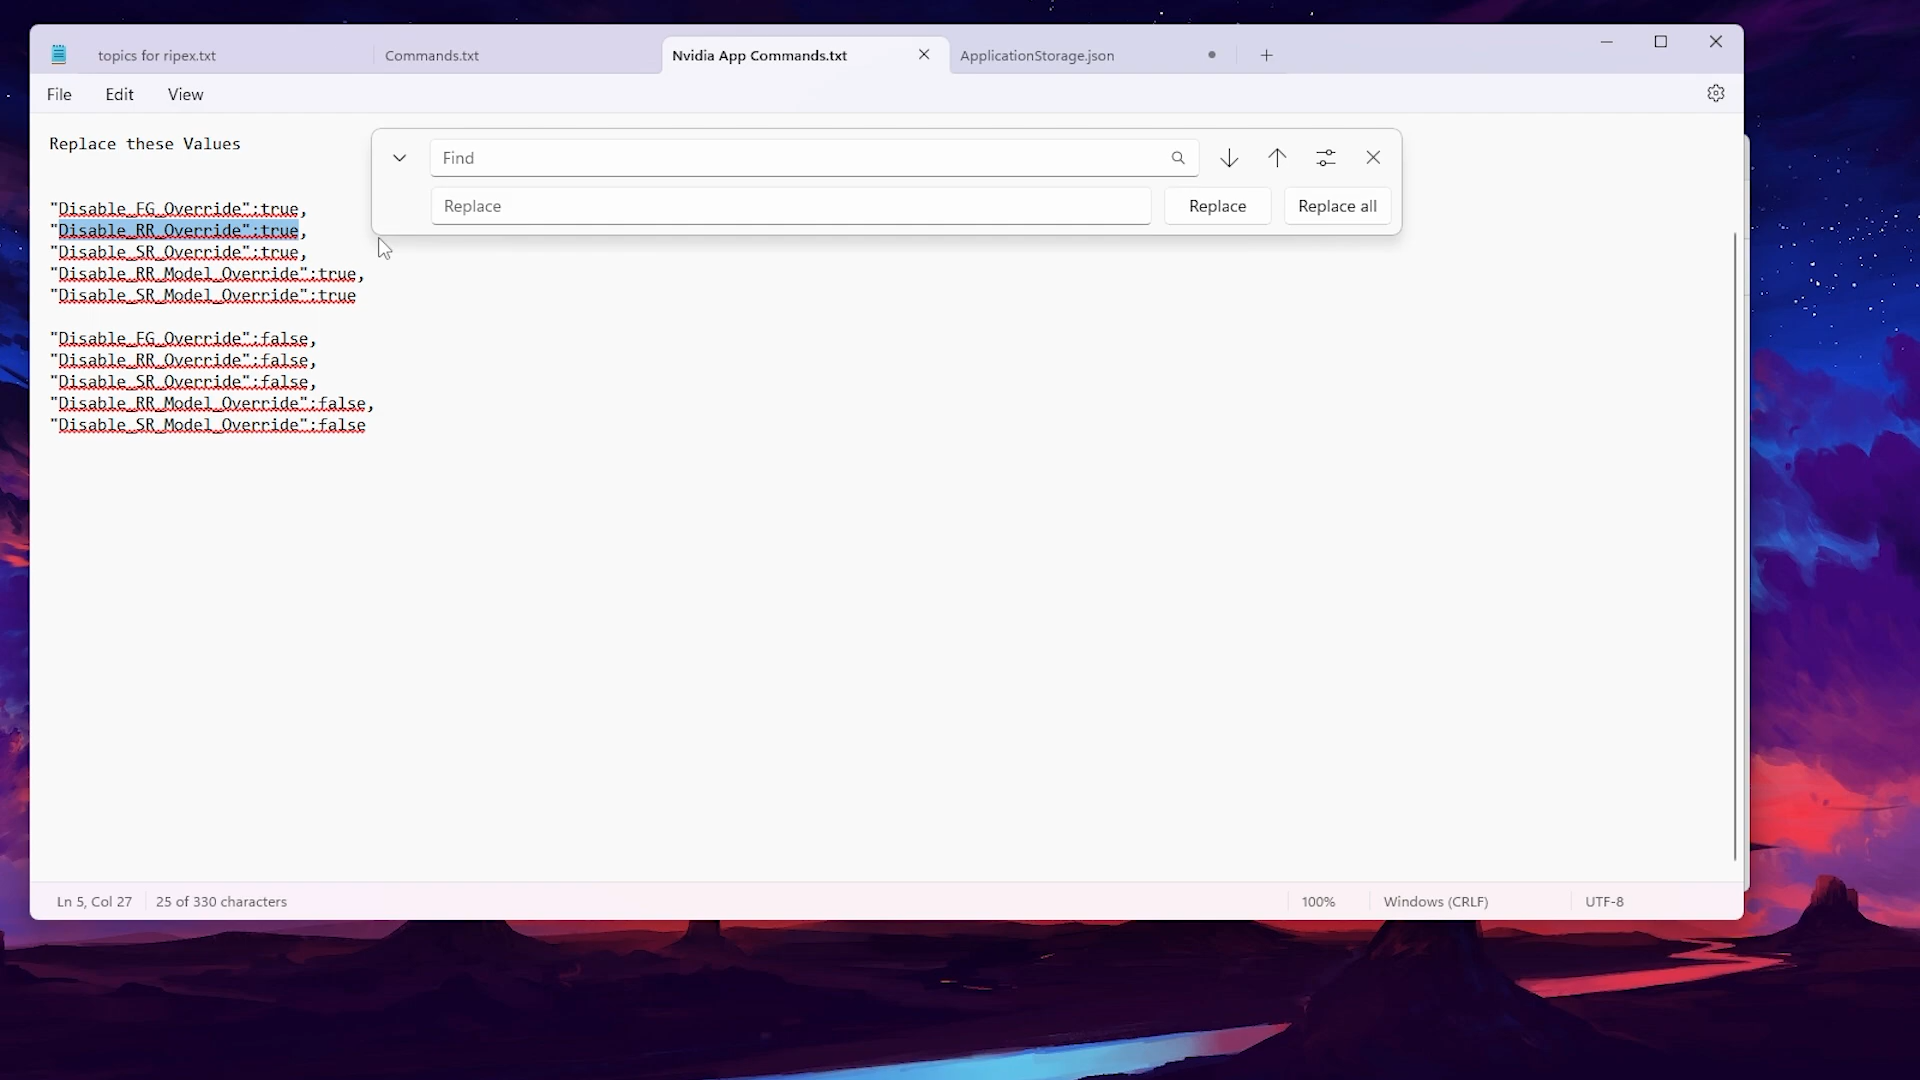 topics for ripex.txt
Commands.txt
Nvidia App Commands.txt
ApplicationStorage.json
File
Edit
View
Replace these Values
Find
Replace
Replace
Replace all
"Disable_FG_Override":true,
"Disable_RR_Override":true,
"Disable_SR_Override":true,
"Disable_RR_Model_Override":true,
"Disable_SR_Model_Override":true
"Disable_FG_Override":false,
"Disable_RR_Override":false,
"Disable_SR_Override":false,
"Disable_RR_Model_Override":false,
"Disable_SR_Model_Override":false
Ln 5, Col 27
25 of 330 characters
100%
Windows (CRLF)
UTF-8